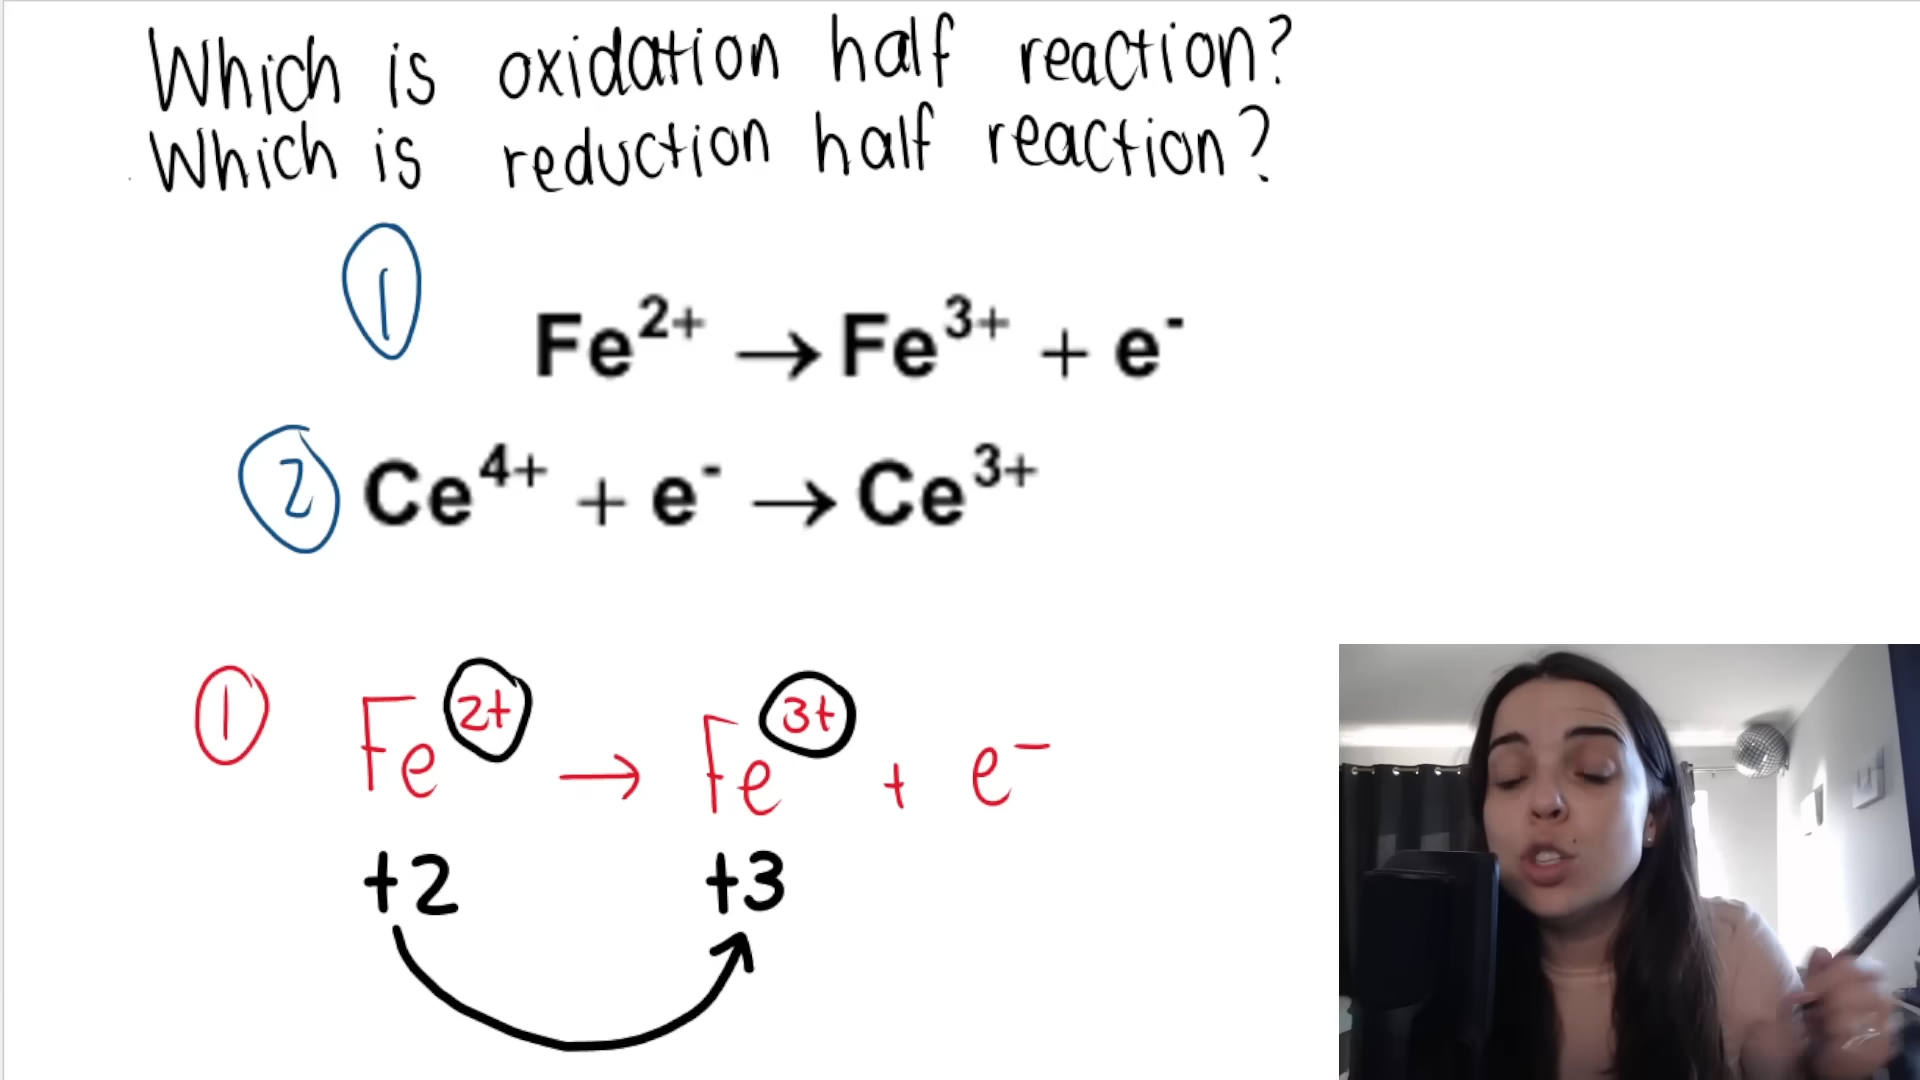 Which is oxidation half reaction?
Which is reduction half reaction?
1
Fe²⁺ → Fe³⁺ + e⁻
2 Ce⁴⁺ + e⁻ → Ce³⁺
1 Fe²⁺ → Fe³⁺ + e⁻
+2 +3